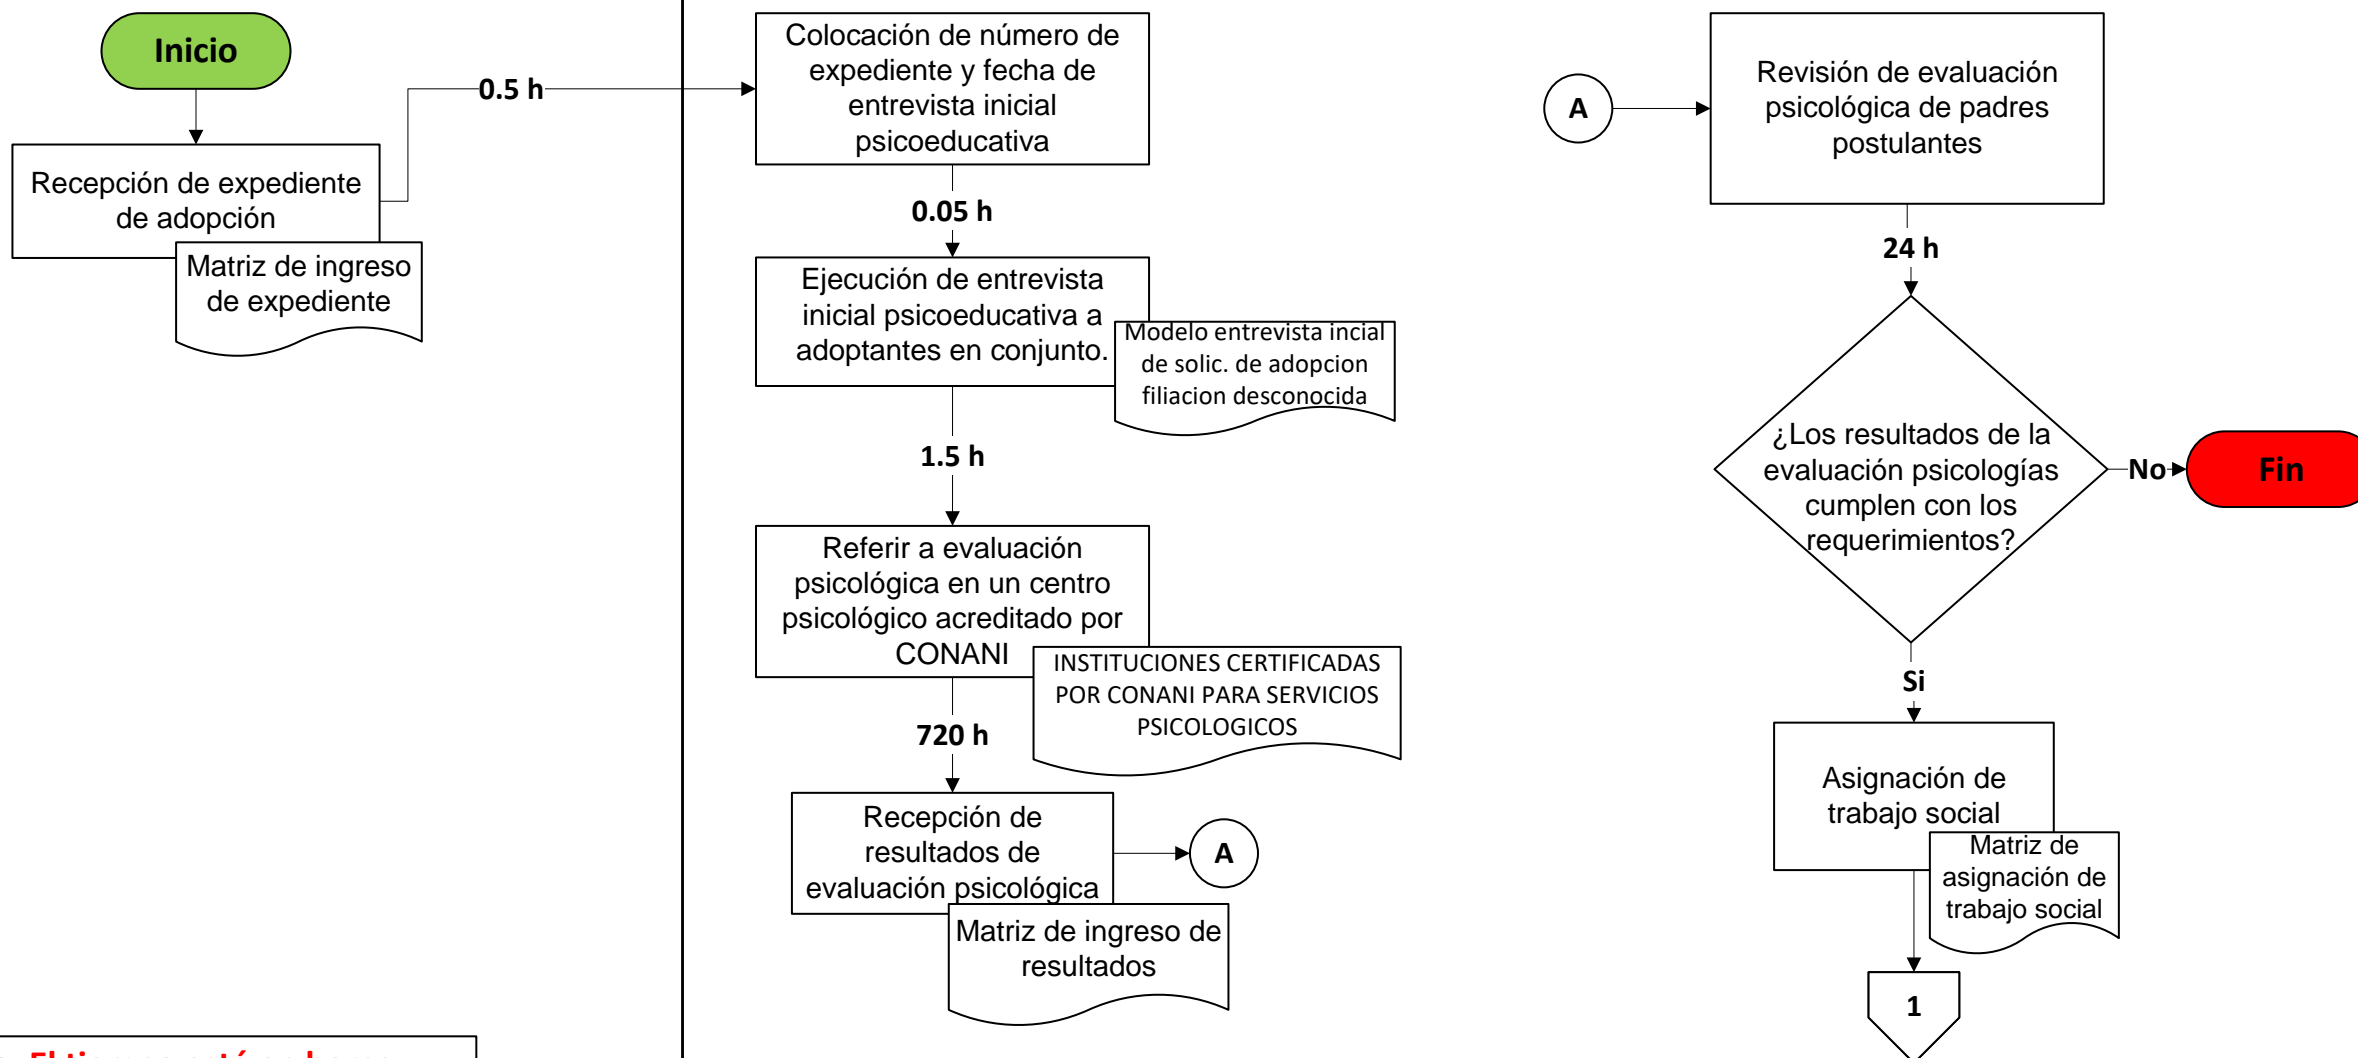 Inicio
Recepción de expediente
de adopción
Matriz de ingreso
de expediente
0.5 h
Colocación de número de
expediente y fecha de
entrevista inicial
psicoeducativa
0.05 h
Ejecución de entrevista
inicial psicoeducativa a
adoptantes en conjunto.
Modelo entrevista incial
de solic. de adopcion
filiacion desconocida
1.5 h
Referir a evaluación
psicológica en un centro
psicológico acreditado por
CONANI
INSTITUCIONES CERTIFICADAS
POR CONANI PARA SERVICIOS
PSICOLOGICOS
720 h
Recepción de
resultados de
evaluación psicológica
Matriz de ingreso de
resultados
A
A
Revisión de evaluación
psicológica de padres
postulantes
24 h
¿Los resultados de la
evaluación psicologías
cumplen con los
requerimientos?
No
Fin
Si
Asignación de
trabajo social
Matriz de
asignación de
trabajo social
1
El tiempo está en horas